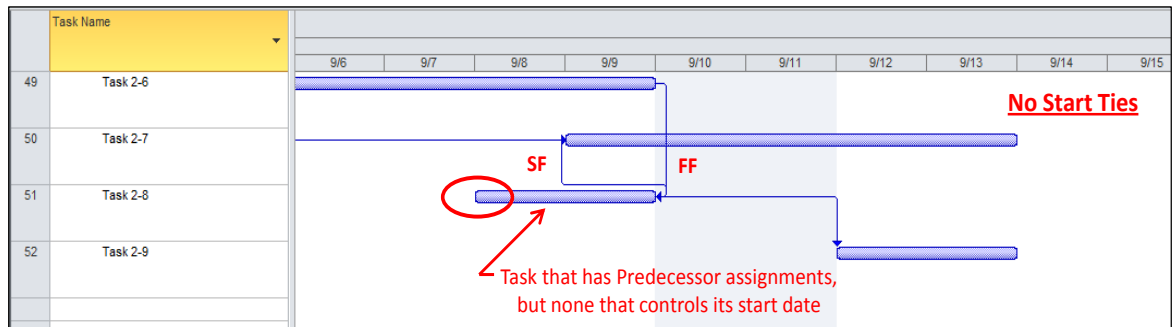 Task Name
9/6 9/7 9/8 9/9 9/10 9/11 9/12 9/13 9/14 9/15
49 Task 2-6
No Start Ties
50 Task 2-7
SF FF
51 Task 2-8
52 Task 2-9
Task that has Predecessor assignments,
but none that controls its start date